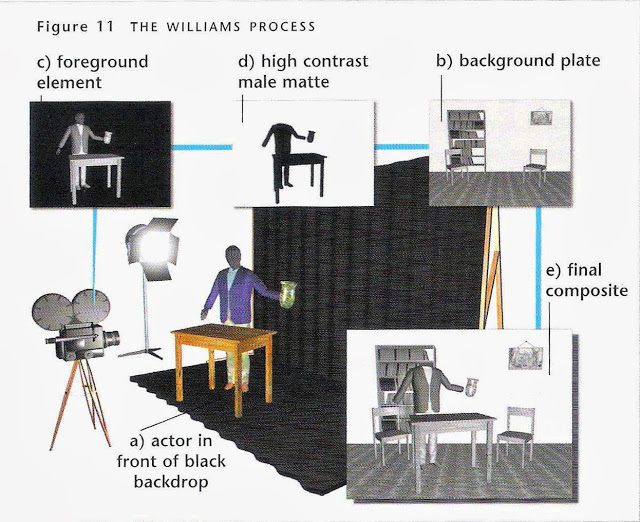 Figure 11 THE WILLIAMS PROCESS
c) foreground
element
d) high contrast
male matte
b) background plate
e) final
composite
a) actor in
front of black
backdrop